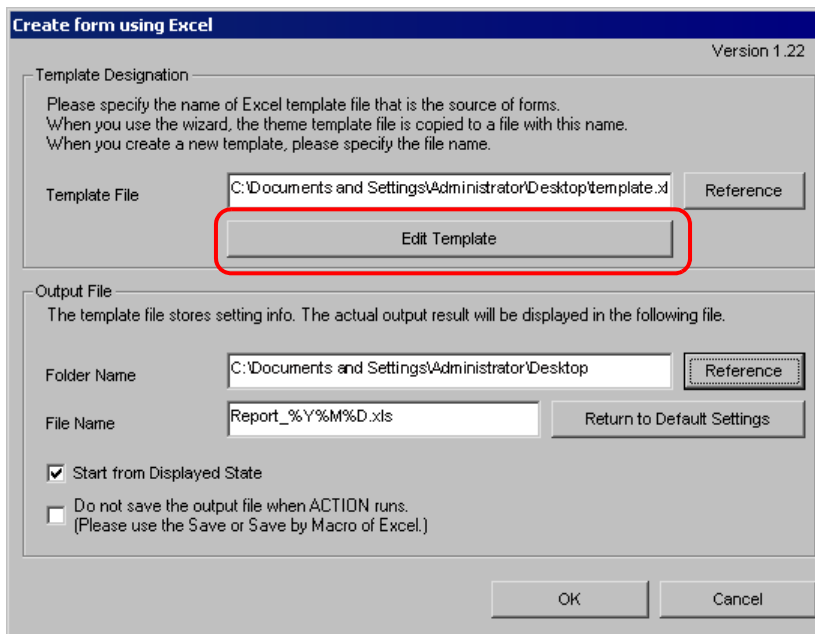 Create form using Excel
Version 1.22
Template Designation
Please specify the name of Excel template file that is the source of forms.
When you use the wizard, the theme template file is copied to a file with this name.
When you create a new template, please specify the file name.
Template File
C:\Documents and Settings\Administrator\Desktop\template.xl
Reference
Edit Template
Output File
The template file stores setting info. The actual output result will be displayed in the following file.
Folder Name
C:\Documents and Settings\Administrator\Desktop
Reference
File Name
Report_%Y%M%D.xls
Return to Default Settings
Start from Displayed State
Do not save the output file when ACTION runs.
(Please use the Save or Save by Macro of Excel.)
OK
Cancel